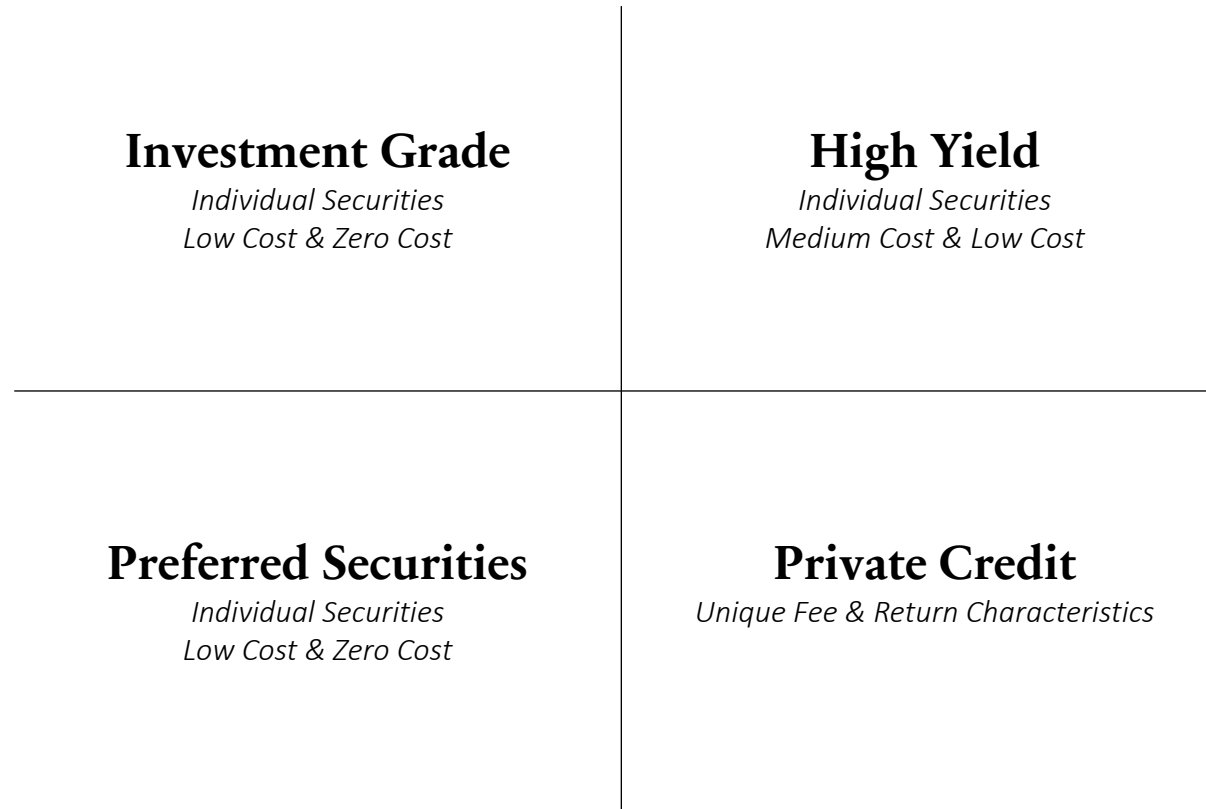 Investment Grade
Individual Securities
Low Cost & Zero Cost
High Yield
Individual Securities
Medium Cost & Low Cost
Preferred Securities
Individual Securities
Low Cost & Zero Cost
Private Credit
Unique Fee & Return Characteristics